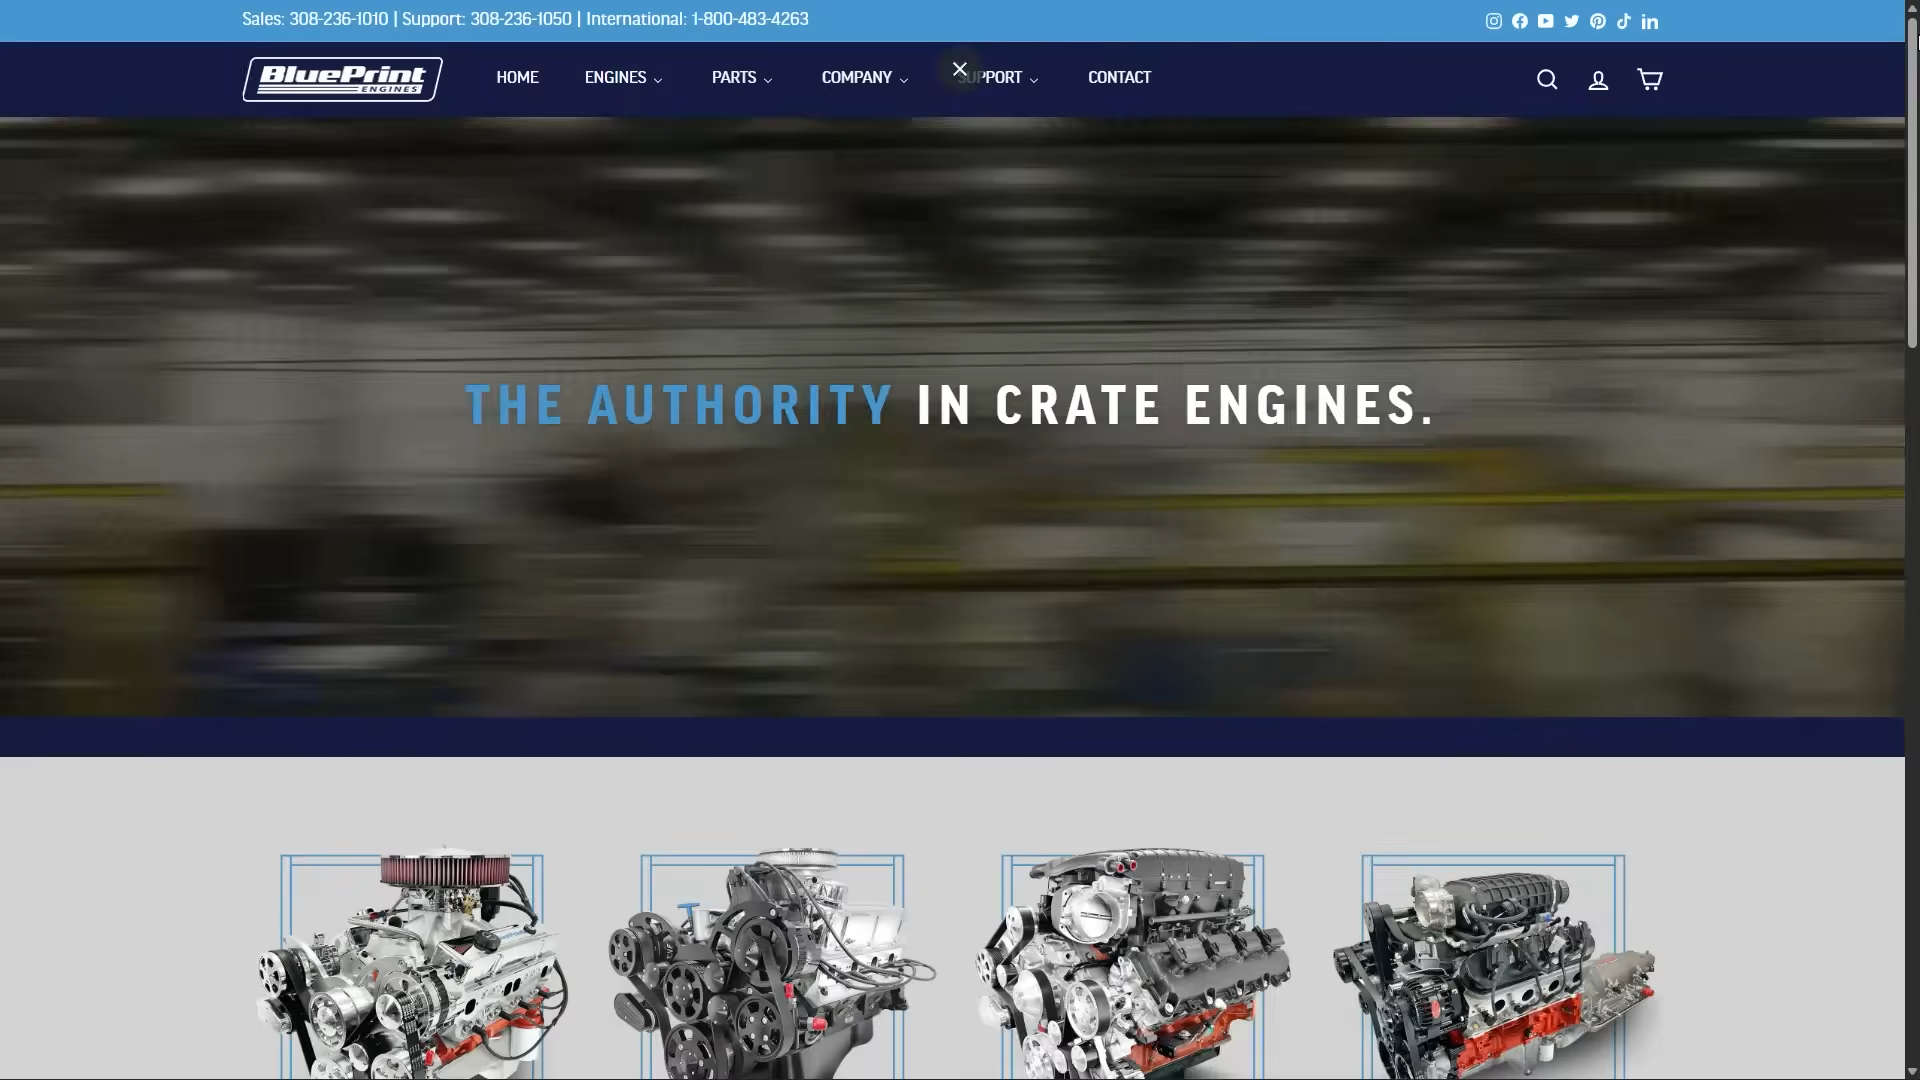 Sales: 308-236-1010 | Support: 308-236-1050 | International: 1-800-483-4263
BluePrint
ENGINES
HOME
ENGINES
PARTS
COMPANY
SUPPORT
CONTACT
THE AUTHORITY IN CRATE ENGINES.